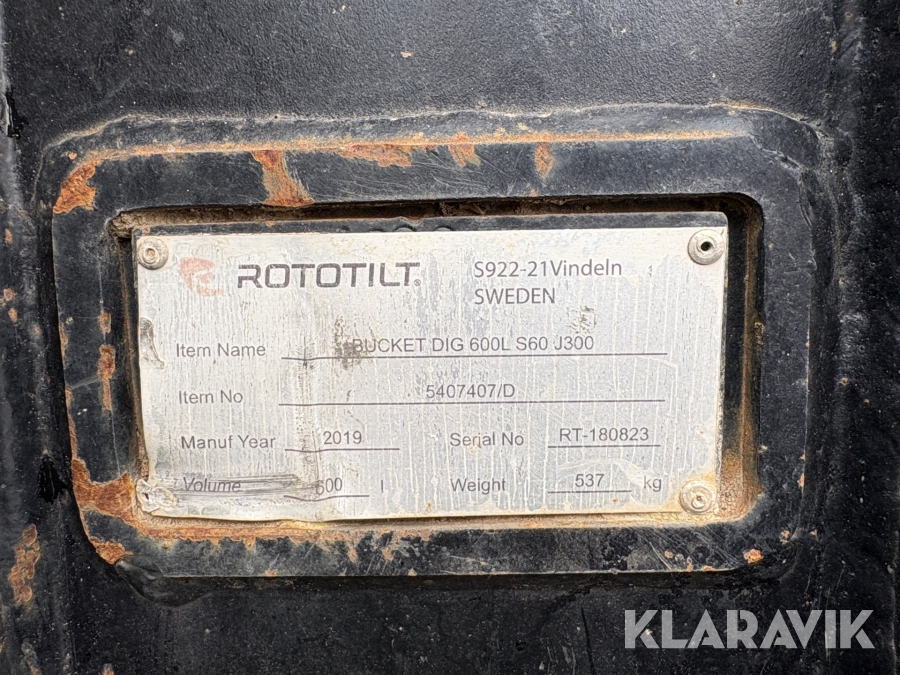 ROTOTILT® S922-21Vindeln
SWEDEN
Item Name BUCKET DIG 600L S60 J300
Item No 5407407/D
Manuf Year 2019 Serial No RT-180823
Volume 600 l Weight 537 kg
KLARAVIK